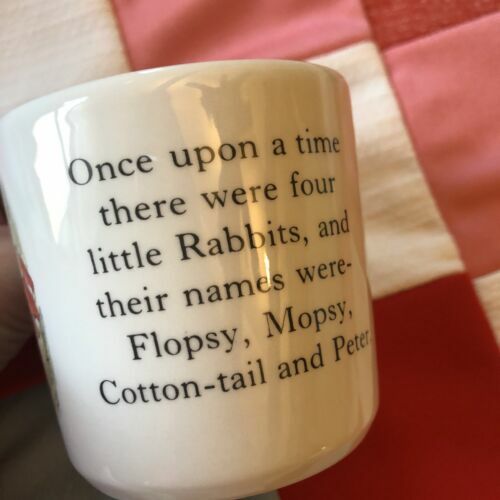 Once upon a time
there were four
little Rabbits, and
their names were-
Flopsy, Mopsy,
Cotton-tail and Peter.